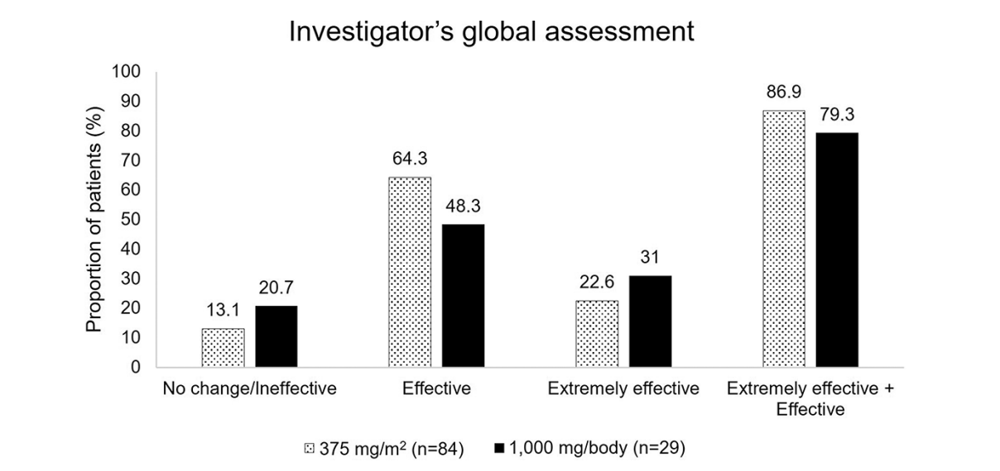 Investigator’s global assessment
Proportion of patients (%)
100
90
80
70
60
50
40
30
20
10
0
13.1
20.7
64.3
48.3
22.6
31
86.9
79.3
No change/Ineffective
Effective
Extremely effective
Extremely effective +
Effective
375 mg/m² (n=84)
1,000 mg/body (n=29)